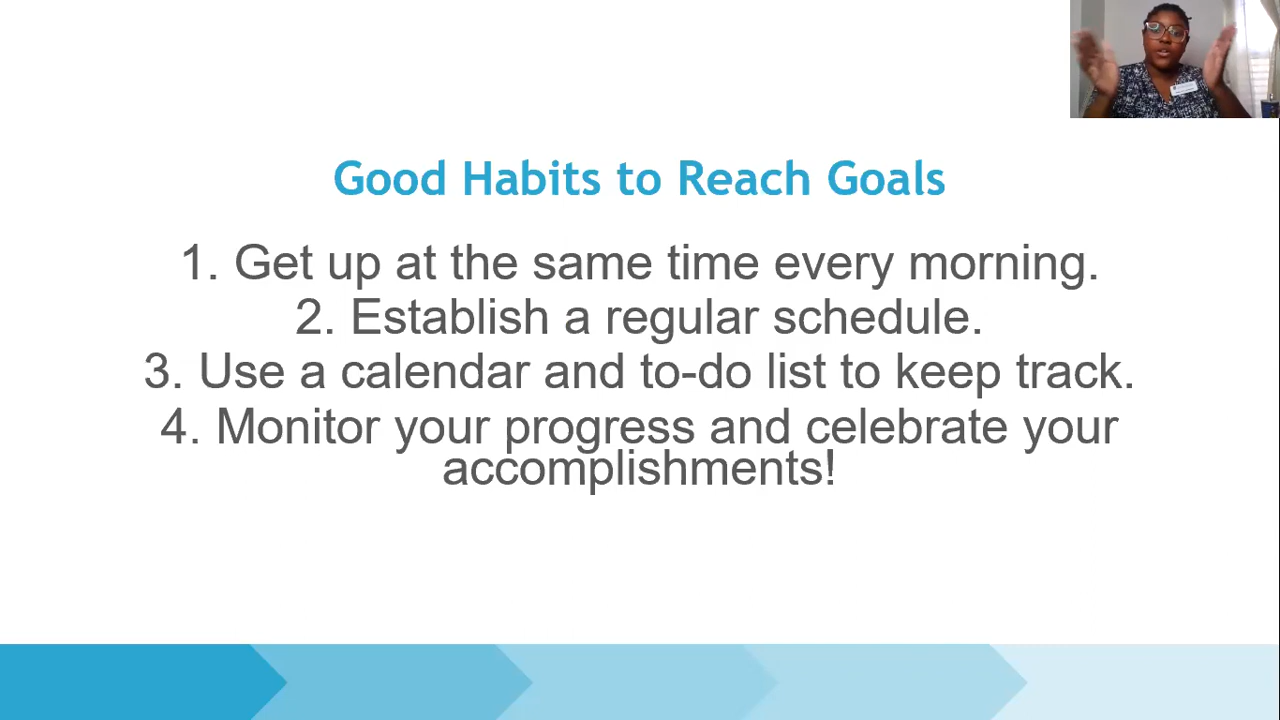 Good Habits to Reach Goals
1. Get up at the same time every morning.
2. Establish a regular schedule.
3. Use a calendar and to-do list to keep track.
4. Monitor your progress and celebrate your
accomplishments!